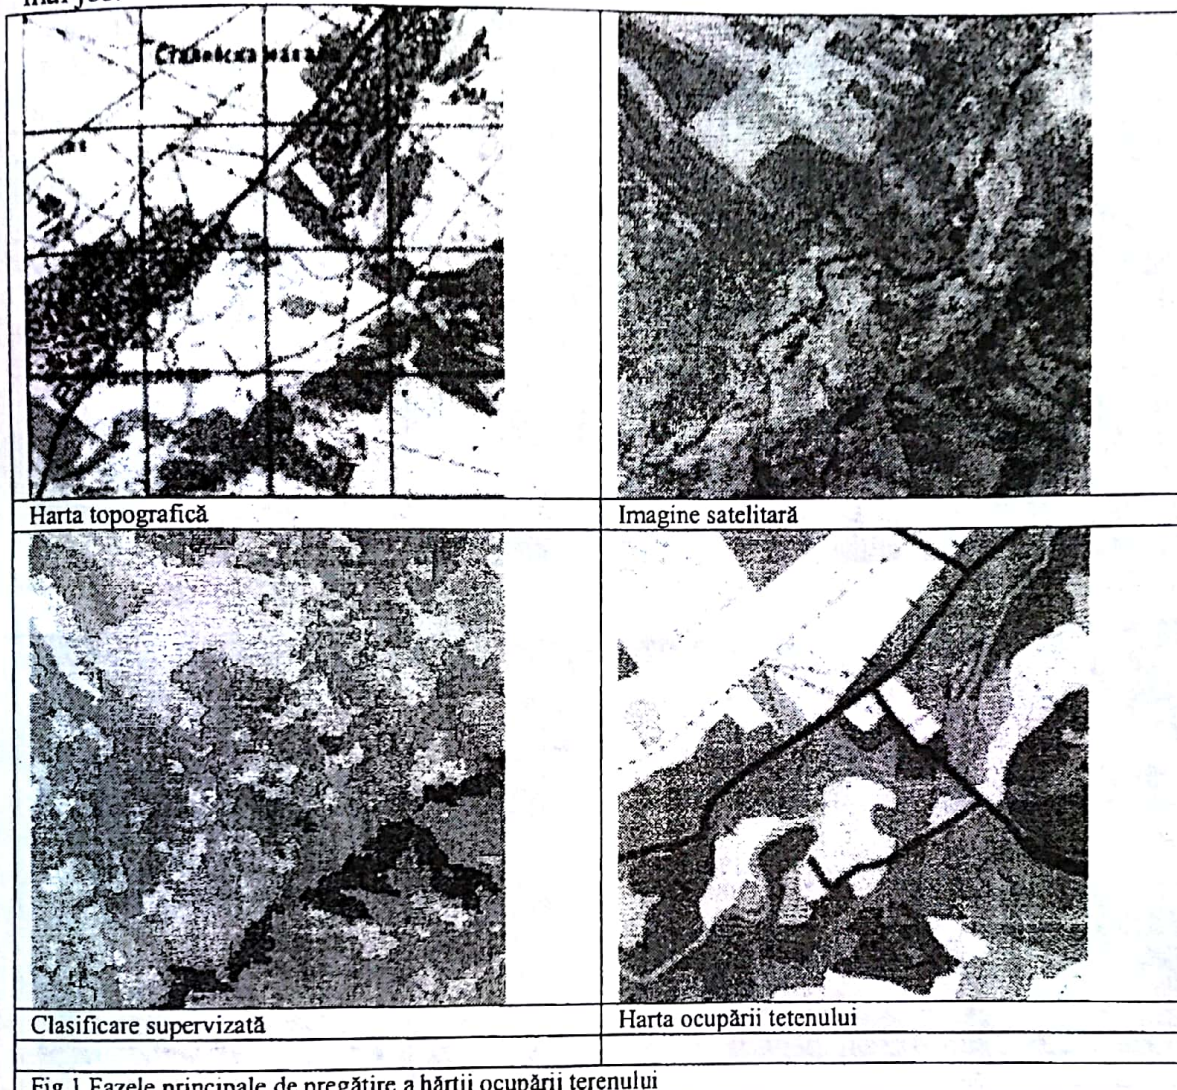 Harta topografică
Imagine satelitară
Clasificare supervizată
Harta ocupării tetenului
Fig.1 Fazele principale de pregătire a hărții ocupării terenului